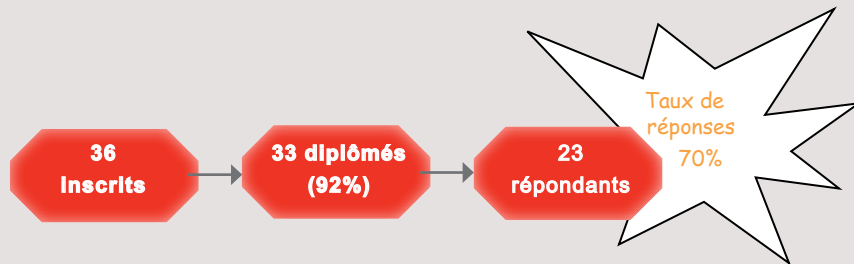 36
inscrits
33 diplômés
(92%)
23
répondants
Taux de
réponses
70%